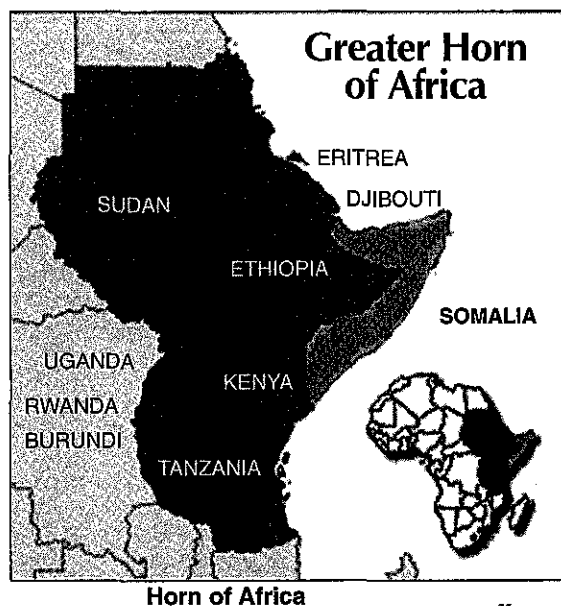 Greater Horn
of Africa
ERITREA
DJIBOUTI
SUDAN
ETHIOPIA
SOMALIA
UGANDA
KENYA
RWANDA
BURUNDI
TANZANIA
Horn of Africa